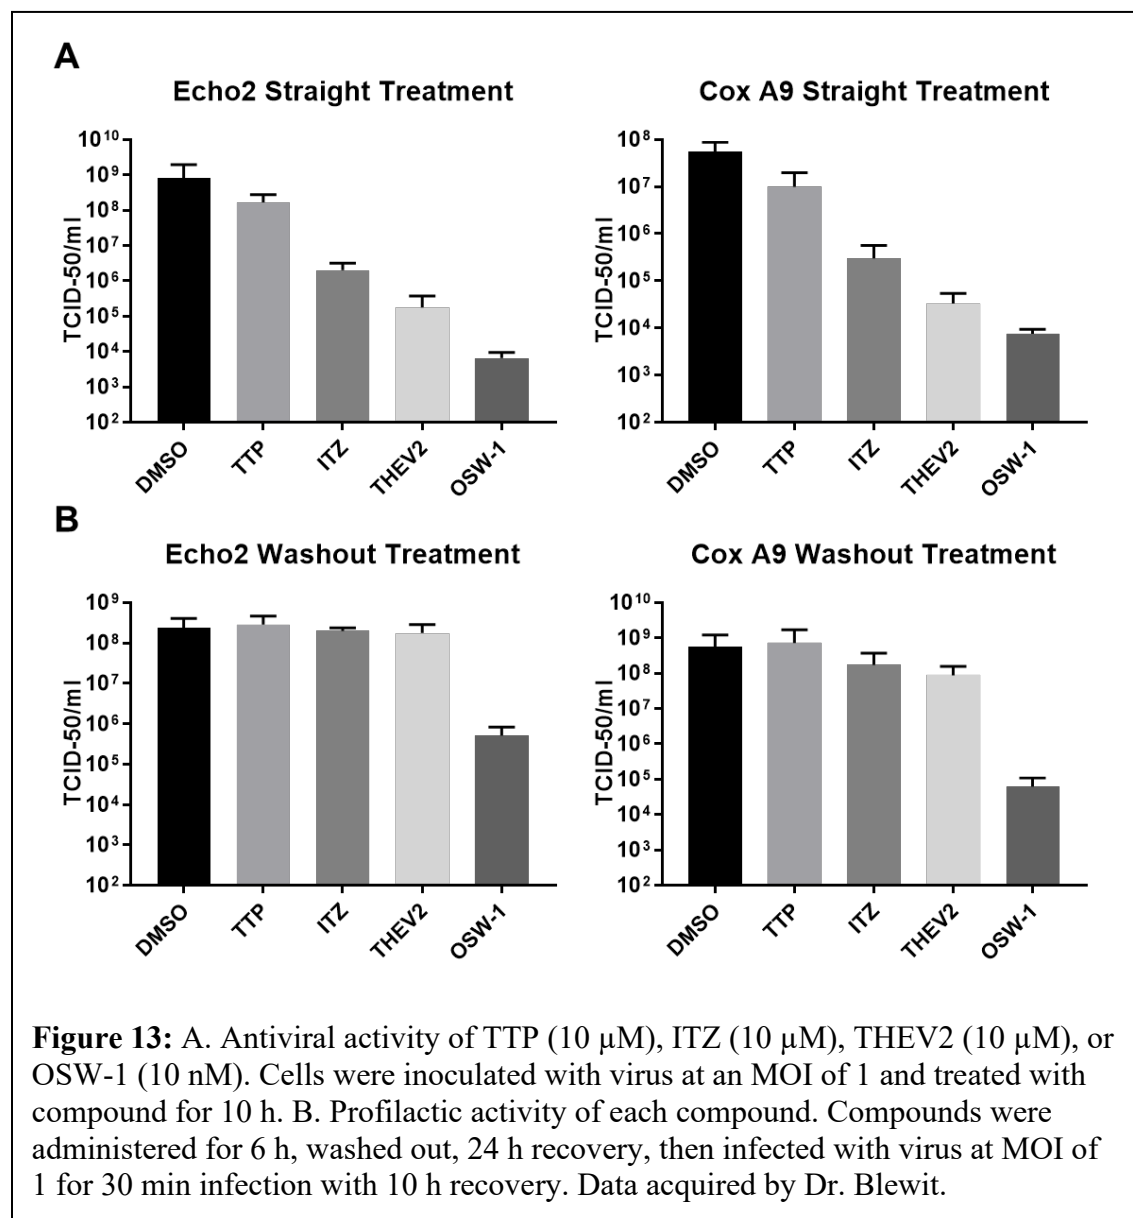 A
Echo2 Straight Treatment
Cox A9 Straight Treatment
TCID-50/ml
10¹⁰
10⁹
10⁸
10⁷
10⁶
10⁵
10⁴
10³
10²
DMSO
TTP
ITZ
THEV2
OSW-1
TCID-50/ml
10⁸
10⁷
10⁶
10⁵
10⁴
10³
10²
DMSO
TTP
ITZ
THEV2
OSW-1
B
Echo2 Washout Treatment
Cox A9 Washout Treatment
TCID-50/ml
10⁹
10⁸
10⁷
10⁶
10⁵
10⁴
10³
10²
DMSO
TTP
ITZ
THEV2
OSW-1
TCID-50/ml
10¹⁰
10⁹
10⁸
10⁷
10⁶
10⁵
10⁴
10³
10²
DMSO
TTP
ITZ
THEV2
OSW-1
Figure 13: A. Antiviral activity of TTP (10 µM), ITZ (10 µM), THEV2 (10 µM), or
OSW-1 (10 nM). Cells were inoculated with virus at an MOI of 1 and treated with
compound for 10 h. B. Profilactic activity of each compound. Compounds were
administered for 6 h, washed out, 24 h recovery, then infected with virus at MOI of
1 for 30 min infection with 10 h recovery. Data acquired by Dr. Blewit.